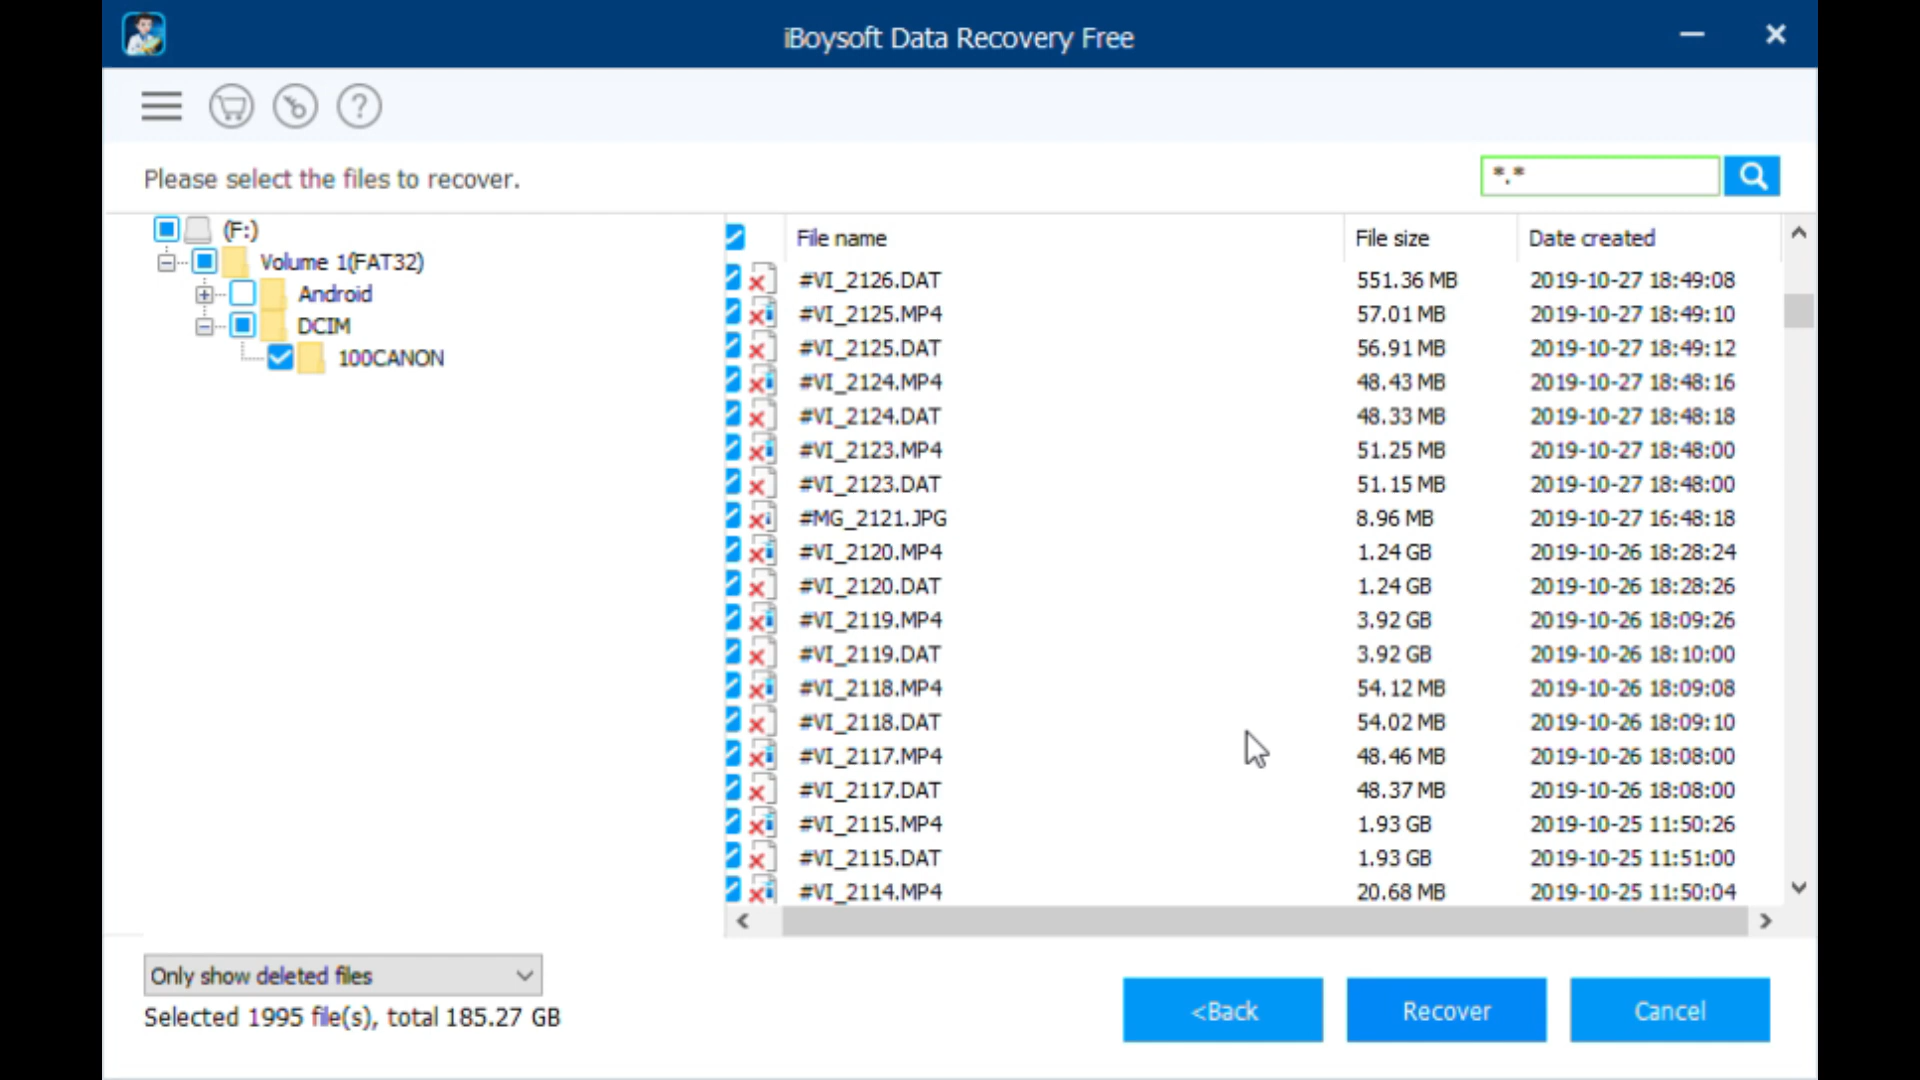 iBoysoft Data Recovery Free
Please select the files to recover.
*.*
(F:)
Volume 1(FAT32)
Android
DCIM
100CANON
File name File size Date created
#VI_2126.DAT 551.36 MB 2019-10-27 18:49:08
#VI_2125.MP4 57.01 MB 2019-10-27 18:49:10
#VI_2125.DAT 56.91 MB 2019-10-27 18:49:12
#VI_2124.MP4 48.43 MB 2019-10-27 18:48:16
#VI_2124.DAT 48.33 MB 2019-10-27 18:48:18
#VI_2123.MP4 51.25 MB 2019-10-27 18:48:00
#VI_2123.DAT 51.15 MB 2019-10-27 18:48:00
#MG_2121.JPG 8.96 MB 2019-10-27 16:48:18
#VI_2120.MP4 1.24 GB 2019-10-26 18:28:24
#VI_2120.DAT 1.24 GB 2019-10-26 18:28:26
#VI_2119.MP4 3.92 GB 2019-10-26 18:09:26
#VI_2119.DAT 3.92 GB 2019-10-26 18:10:00
#VI_2118.MP4 54.12 MB 2019-10-26 18:09:08
#VI_2118.DAT 54.02 MB 2019-10-26 18:09:10
#VI_2117.MP4 48.46 MB 2019-10-26 18:08:00
#VI_2117.DAT 48.37 MB 2019-10-26 18:08:00
#VI_2115.MP4 1.93 GB 2019-10-25 11:50:26
#VI_2115.DAT 1.93 GB 2019-10-25 11:51:00
#VI_2114.MP4 20.68 MB 2019-10-25 11:50:04
Only show deleted files
Selected 1995 file(s), total 185.27 GB
<Back Recover Cancel